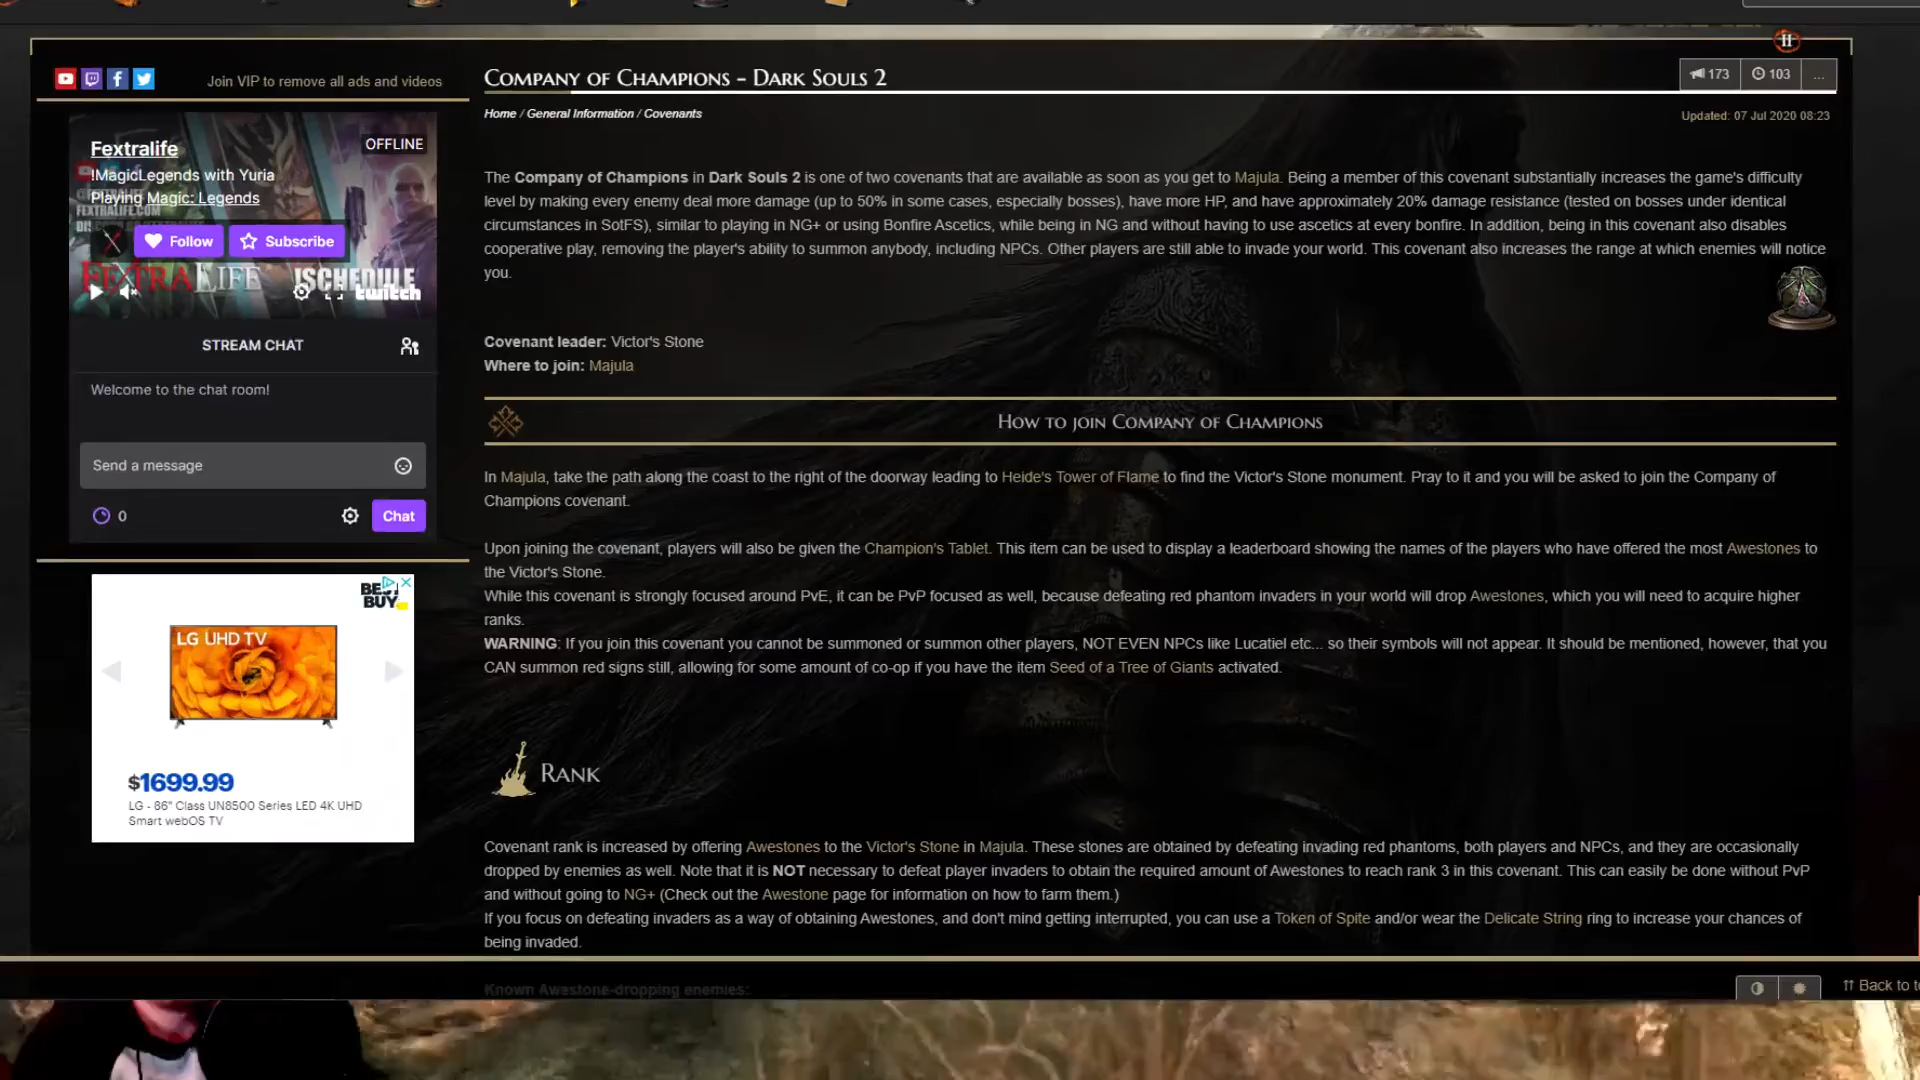 II
Join VIP to remove all ads and videos
Company of Champions - Dark Souls 2
173
103
...
Home / General Information / Covenants
Updated: 07 Jul 2020 08:23
Fextralife
OFFLINE
!MagicLegends with Yuria
Playing Magic: Legends
Follow
Subscribe
FEXTRALIFE
!SCHEDULE
twitch
STREAM CHAT
Welcome to the chat room!
Send a message
0
Chat
The Company of Champions in Dark Souls 2 is one of two covenants that are available as soon as you get to Majula. Being a member of this covenant substantially increases the game's difficulty
level by making every enemy deal more damage (up to 50% in some cases, especially bosses), have more HP, and have approximately 20% damage resistance (tested on bosses under identical
circumstances in SotFS), similar to playing in NG+ or using Bonfire Ascetics, while being in NG and without having to use ascetics at every bonfire. In addition, being in this covenant also disables
cooperative play, removing the player's ability to summon anybody, including NPCs. Other players are still able to invade your world. This covenant also increases the range at which enemies will notice
you.
Covenant leader: Victor's Stone
Where to join: Majula
How to join Company of Champions
In Majula, take the path along the coast to the right of the doorway leading to Heide's Tower of Flame to find the Victor's Stone monument. Pray to it and you will be asked to join the Company of
Champions covenant.
Upon joining the covenant, players will also be given the Champion's Tablet. This item can be used to display a leaderboard showing the names of the players who have offered the most Awestones to
the Victor's Stone.
While this covenant is strongly focused around PvE, it can be PvP focused as well, because defeating red phantom invaders in your world will drop Awestones, which you will need to acquire higher
ranks.
WARNING: If you join this covenant you cannot be summoned or summon other players, NOT EVEN NPCs like Lucatiel etc... so their symbols will not appear. It should be mentioned, however, that you
CAN summon red signs still, allowing for some amount of co-op if you have the item Seed of a Tree of Giants activated.
BEST BUY
LG UHD TV
$1699.99
LG - 86" Class UN8500 Series LED 4K UHD
Smart webOS TV
Rank
Covenant rank is increased by offering Awestones to the Victor's Stone in Majula. These stones are obtained by defeating invading red phantoms, both players and NPCs, and they are occasionally
dropped by enemies as well. Note that it is NOT necessary to defeat player invaders to obtain the required amount of Awestones to reach rank 3 in this covenant. This can easily be done without PvP
and without going to NG+ (Check out the Awestone page for information on how to farm them.)
If you focus on defeating invaders as a way of obtaining Awestones, and don't mind getting interrupted, you can use a Token of Spite and/or wear the Delicate String ring to increase your chances of
being invaded.
Known Awestone-dropping enemies:
Back to t